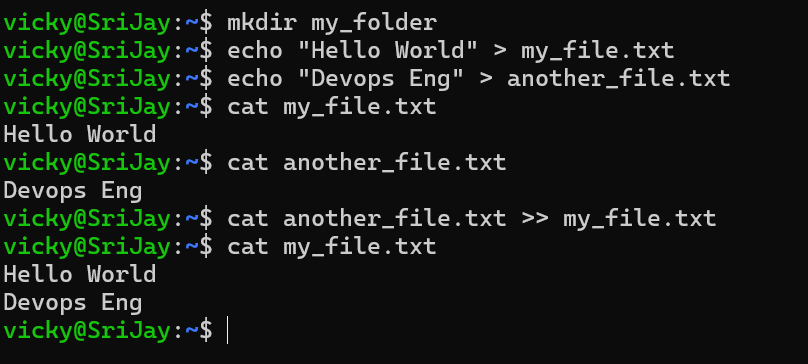 vicky@SriJay:~$ mkdir my_folder
vicky@SriJay:~$ echo "Hello World" > my_file.txt
vicky@SriJay:~$ echo "Devops Eng" > another_file.txt
vicky@SriJay:~$ cat my_file.txt
Hello World
vicky@SriJay:~$ cat another_file.txt
Devops Eng
vicky@SriJay:~$ cat another_file.txt >> my_file.txt
vicky@SriJay:~$ cat my_file.txt
Hello World
Devops Eng
vicky@SriJay:~$